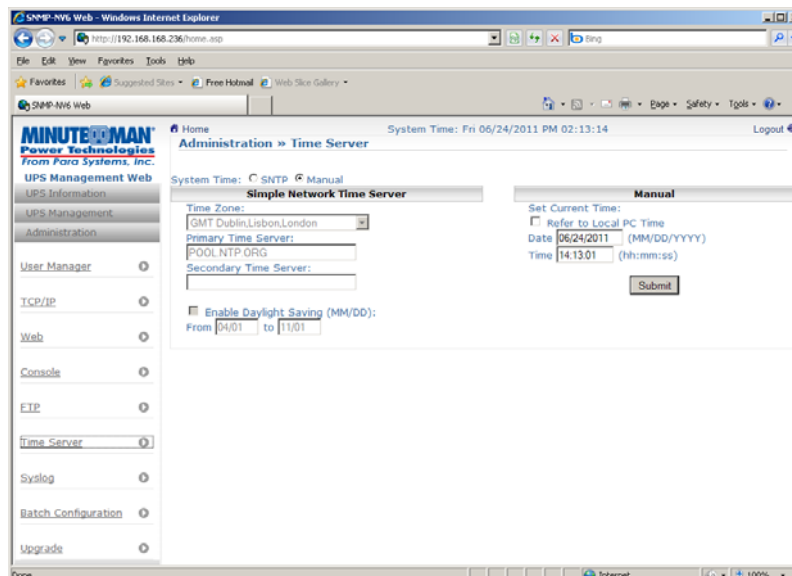 SNMP-NV6 Web - Windows Internet Explorer
http://192.168.168.236/home.asp
Bing
File Edit View Favorites Tools Help
Favorites Suggested Sites Free Hotmail Web Slice Gallery
SNMP-NV6 Web
Page Safety Tools
MINUTEMAN
Power Technologies
From Para Systems, Inc.
UPS Management Web
UPS Information
UPS Management
Administration
User Manager
TCP/IP
Web
Console
FTP
Time Server
Syslog
Batch Configuration
Upgrade
Home System Time: Fri 06/24/2011 PM 02:13:14 Logout
Administration » Time Server
System Time: SNTP Manual
Simple Network Time Server
Time Zone:
GMT Dublin,Lisbon,London
Primary Time Server:
POOL.NTP.ORG
Secondary Time Server:
Enable Daylight Saving (MM/DD):
From 04/01 to 11/01
Manual
Set Current Time:
Refer to Local PC Time
Date 06/24/2011 (MM/DD/YYYY)
Time 14:13:01 (hh:mm:ss)
Submit
Done Internet 100%